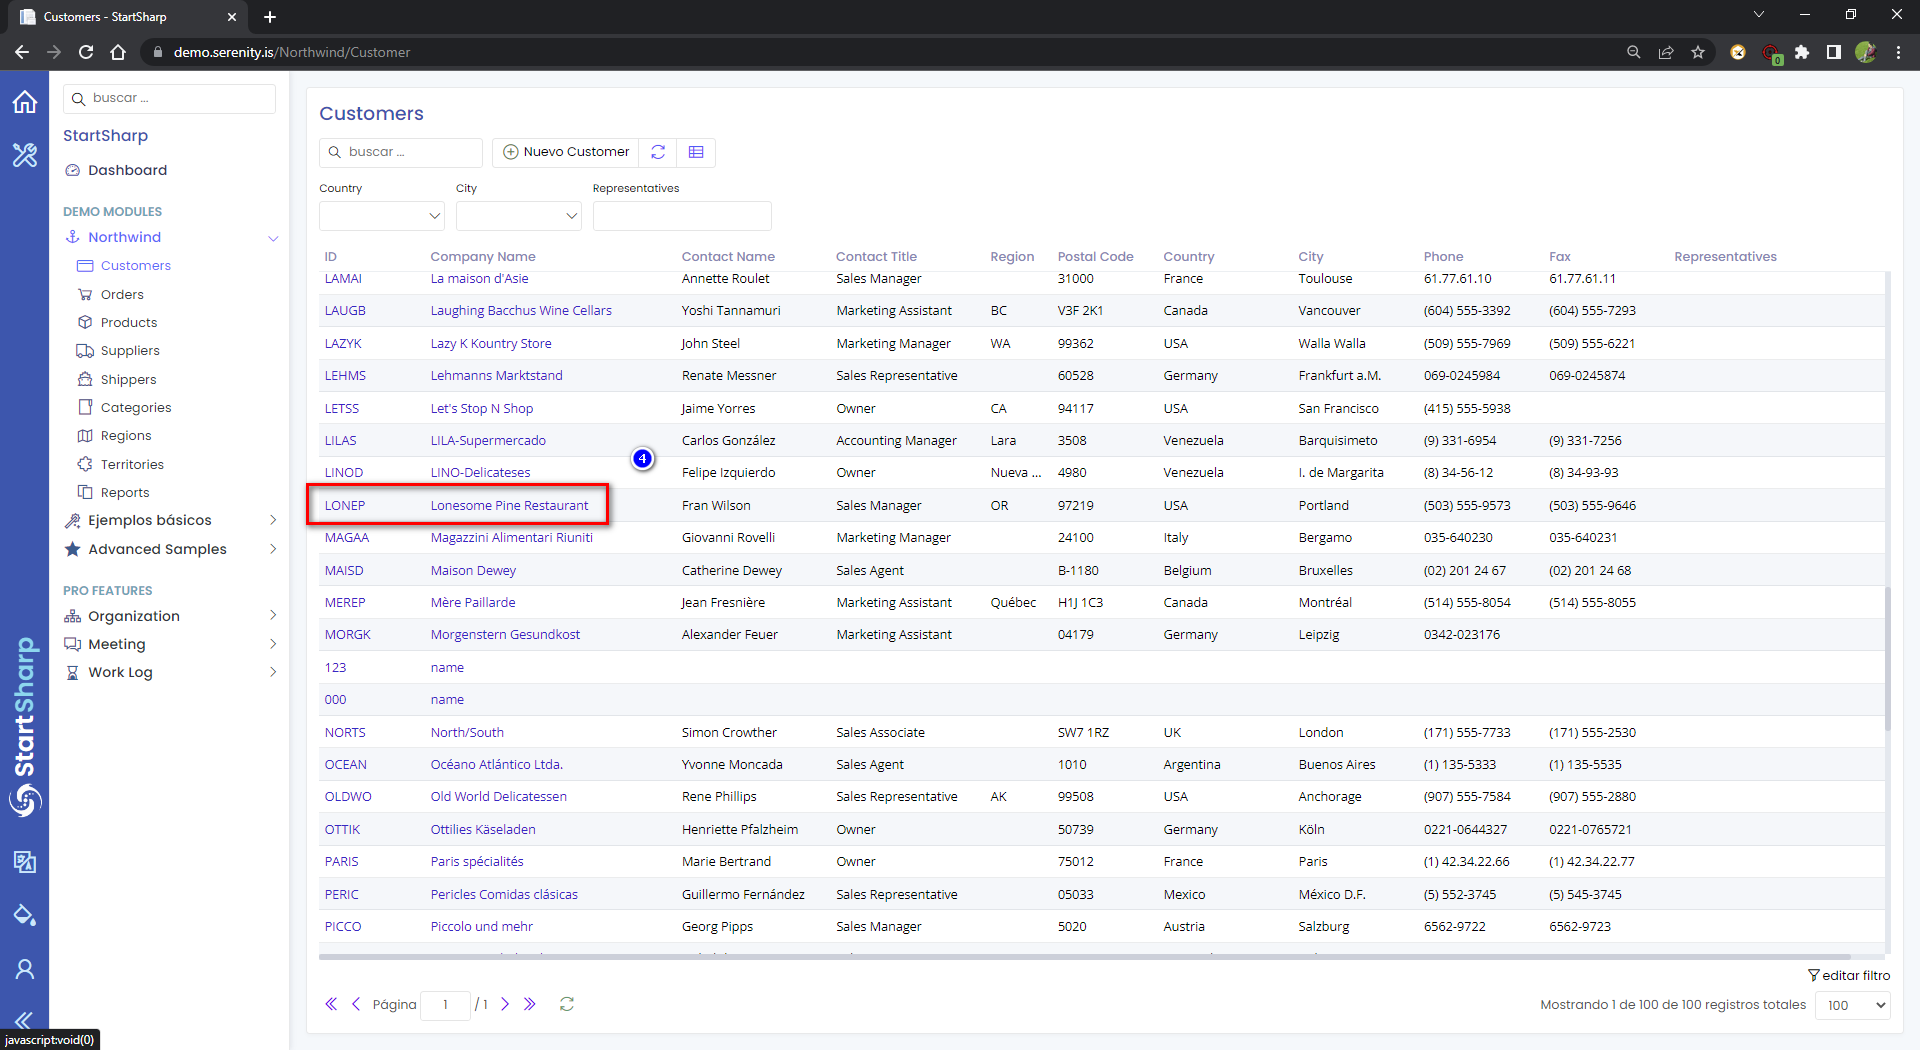 Customers - StartSharp
demo.serenity.is/Northwind/Customer
0
buscar ...
StartSharp
Dashboard
DEMO MODULES
Northwind
Customers
Orders
Products
Suppliers
Shippers
Categories
Regions
Territories
Reports
Ejemplos básicos
Advanced Samples
PRO FEATURES
Organization
Meeting
Work Log
StartSharp
javascript:void(0)
Customers
buscar ...
Nuevo Customer
Country City Representatives
ID Company Name Contact Name Contact Title Region Postal Code Country City Phone Fax Representatives
LAMAI La maison d'Asie Annette Roulet Sales Manager 31000 France Toulouse 61.77.61.10 61.77.61.11
LAUGB Laughing Bacchus Wine Cellars Yoshi Tannamuri Marketing Assistant BC V3F 2K1 Canada Vancouver (604) 555-3392 (604) 555-7293
LAZYK Lazy K Kountry Store John Steel Marketing Manager WA 99362 USA Walla Walla (509) 555-7969 (509) 555-6221
LEHMS Lehmanns Marktstand Renate Messner Sales Representative 60528 Germany Frankfurt a.M. 069-0245984 069-0245874
LETSS Let's Stop N Shop Jaime Yorres Owner CA 94117 USA San Francisco (415) 555-5938
LILAS LILA-Supermercado Carlos González Accounting Manager Lara 3508 Venezuela Barquisimeto (9) 331-6954 (9) 331-7256
4
LINOD LINO-Delicateses Felipe Izquierdo Owner Nueva ... 4980 Venezuela I. de Margarita (8) 34-56-12 (8) 34-93-93
LONEP Lonesome Pine Restaurant Fran Wilson Sales Manager OR 97219 USA Portland (503) 555-9573 (503) 555-9646
MAGAA Magazzini Alimentari Riuniti Giovanni Rovelli Marketing Manager 24100 Italy Bergamo 035-640230 035-640231
MAISD Maison Dewey Catherine Dewey Sales Agent B-1180 Belgium Bruxelles (02) 201 24 67 (02) 201 24 68
MEREP Mère Paillarde Jean Fresnière Marketing Assistant Québec H1J 1C3 Canada Montréal (514) 555-8054 (514) 555-8055
MORGK Morgenstern Gesundkost Alexander Feuer Marketing Assistant 04179 Germany Leipzig 0342-023176
123 name
000 name
NORTS North/South Simon Crowther Sales Associate SW7 1RZ UK London (171) 555-7733 (171) 555-2530
OCEAN Océano Atlántico Ltda. Yvonne Moncada Sales Agent 1010 Argentina Buenos Aires (1) 135-5333 (1) 135-5535
OLDWO Old World Delicatessen Rene Phillips Sales Representative AK 99508 USA Anchorage (907) 555-7584 (907) 555-2880
OTTIK Ottilies Käseladen Henriette Pfalzheim Owner 50739 Germany Köln 0221-0644327 0221-0765721
PARIS Paris spécialités Marie Bertrand Owner 75012 France Paris (1) 42.34.22.66 (1) 42.34.22.77
PERIC Pericles Comidas clásicas Guillermo Fernández Sales Representative 05033 Mexico México D.F. (5) 552-3745 (5) 545-3745
PICCO Piccolo und mehr Georg Pipps Sales Manager 5020 Austria Salzburg 6562-9722 6562-9723
editar filtro
Página 1 / 1
Mostrando 1 de 100 de 100 registros totales 100